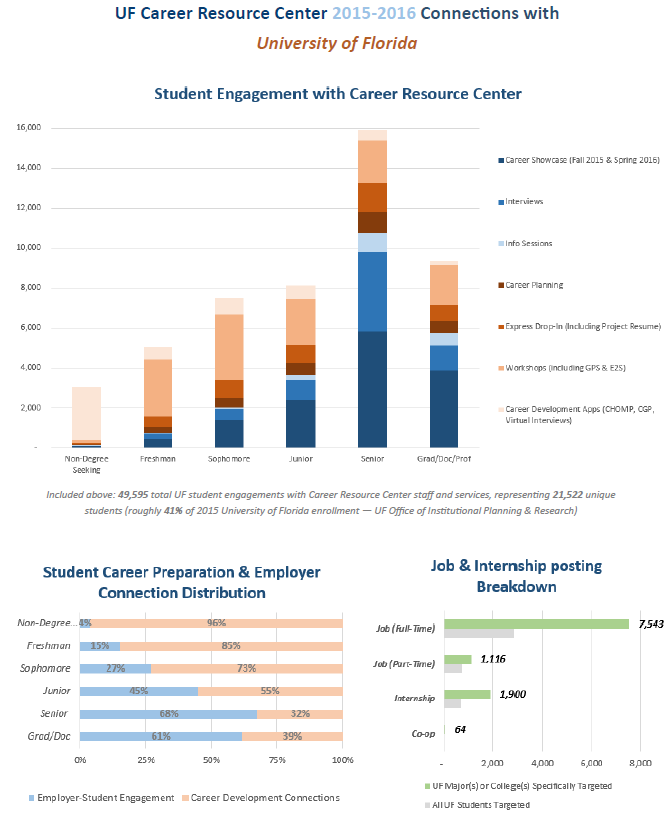 UF Career Resource Center 2015-2016 Connections with
University of Florida
Student Engagement with Career Resource Center
16,000
14,000
12,000
10,000
8,000
6,000
4,000
2,000
-
Non-Degree
Seeking
Freshman
Sophomore
Junior
Senior
Grad/Doc/Prof
Career Showcase (Fall 2015 & Spring 2016)
Interviews
Info Sessions
Career Planning
Express Drop-In (Including Project Resume)
Workshops (Including GPS & E2S)
Career Development Apps (CHOMP, CGP,
Virtual Interviews)
Included above: 49,595 total UF student engagements with Career Resource Center staff and services, representing 21,522 unique
students (roughly 41% of 2015 University of Florida enrollment — UF Office of Institutional Planning & Research)
Student Career Preparation & Employer
Connection Distribution
Non-Degree... 4% 96%
Freshman 15% 85%
Sophomore 27% 73%
Junior 45% 55%
Senior 68% 32%
Grad/Doc 61% 39%
0% 25% 50% 75% 100%
Employer-Student Engagement Career Development Connections
Job & Internship posting
Breakdown
Job (Full-Time) 7,543
Job (Part-Time) 1,116
Internship 1,900
Co-op 64
- 2,000 4,000 6,000 8,000
UF Major(s) or College(s) Specifically Targeted
All UF Students Targeted